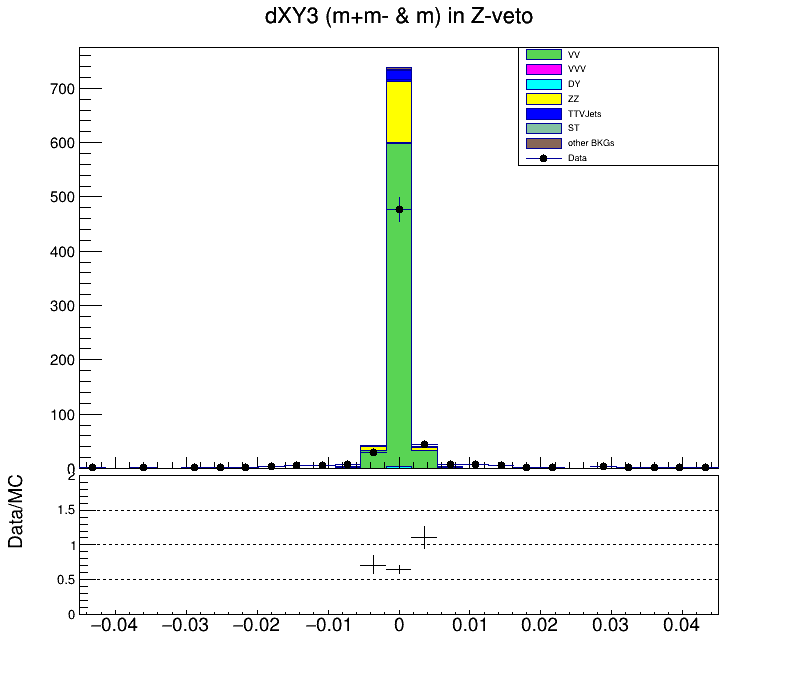 dXY3 (m+m- & m) in Z-veto
VV
VVV
DY
ZZ
TTVJets
ST
other BKGs
Data
700
600
500
400
300
200
100
0
Data/MC
2
1.5
1
0.5
0
−0.04 −0.03 −0.02 −0.01 0 0.01 0.02 0.03 0.04